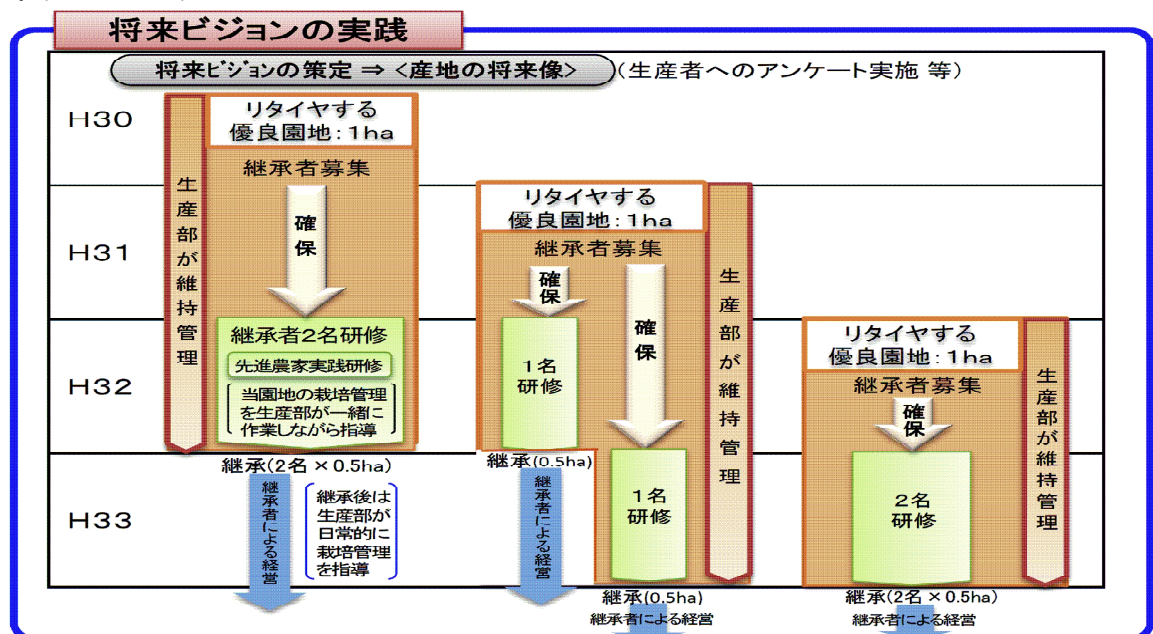 将来ビジョンの実践
将来ﾋﾞｼﾞｮﾝの策定 ⇒ <産地の将来像>
(生産者へのアンケート実施 等)
H30
H31
H32
H33
生産部が維持管理
リタイヤする
優良園地:1ha
継承者募集
確保
継承者2名研修
先進農家実践研修
当園地の栽培管理
を生産部が一緒に
作業しながら指導
継承(2名×0.5ha)
継承者による経営
継承後は
生産部が
日常的に
栽培管理
を指導
リタイヤする
優良園地:1ha
継承者募集
確保
1名
研修
継承(0.5ha)
継承者による経営
確保
1名
研修
継承(0.5ha)
継承者による経営
生産部が維持管理
リタイヤする
優良園地:1ha
継承者募集
確保
2名
研修
継承(2名×0.5ha)
継承者による経営
生産部が維持管理